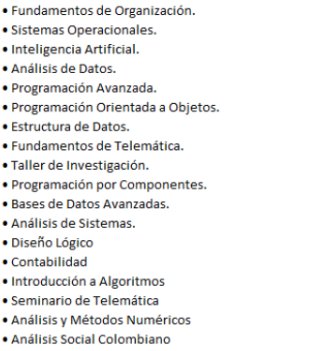 • Fundamentos de Organización.
• Sistemas Operacionales.
• Inteligencia Artificial.
• Análisis de Datos.
• Programación Avanzada.
• Programación Orientada a Objetos.
• Estructura de Datos.
• Fundamentos de Telemática.
• Taller de Investigación.
• Programación por Componentes.
• Bases de Datos Avanzadas.
• Análisis de Sistemas.
• Diseño Lógico
• Contabilidad
• Introducción a Algoritmos
• Seminario de Telemática
• Análisis y Métodos Numéricos
• Análisis Social Colombiano